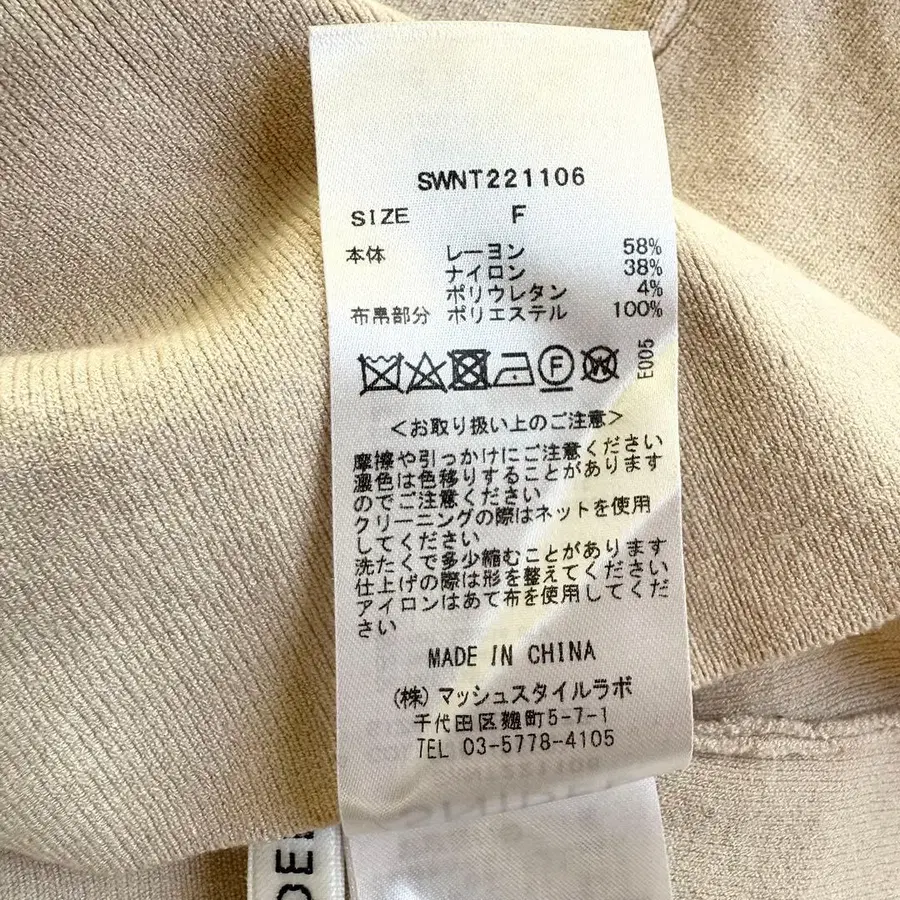 SWNT221106
SIZE F
本体 レーヨン 58%
ナイロン 38%
ポリウレタン 4%
布帛部分 ポリエステル 100%
F W E005
<お取り扱い上のご注意>
摩擦や引っかけにご注意ください
濃色は色移りすることがあります
のでご注意ください
クリーニングの際はネットを使用
してください
洗たくで多少縮むことがあります
仕上げの際は形を整えてください
アイロンはあて布を使用してくだ
さい
MADE IN CHINA
(株) マッシュスタイルラボ
千代田区麹町5-7-1
TEL 03-5778-4105